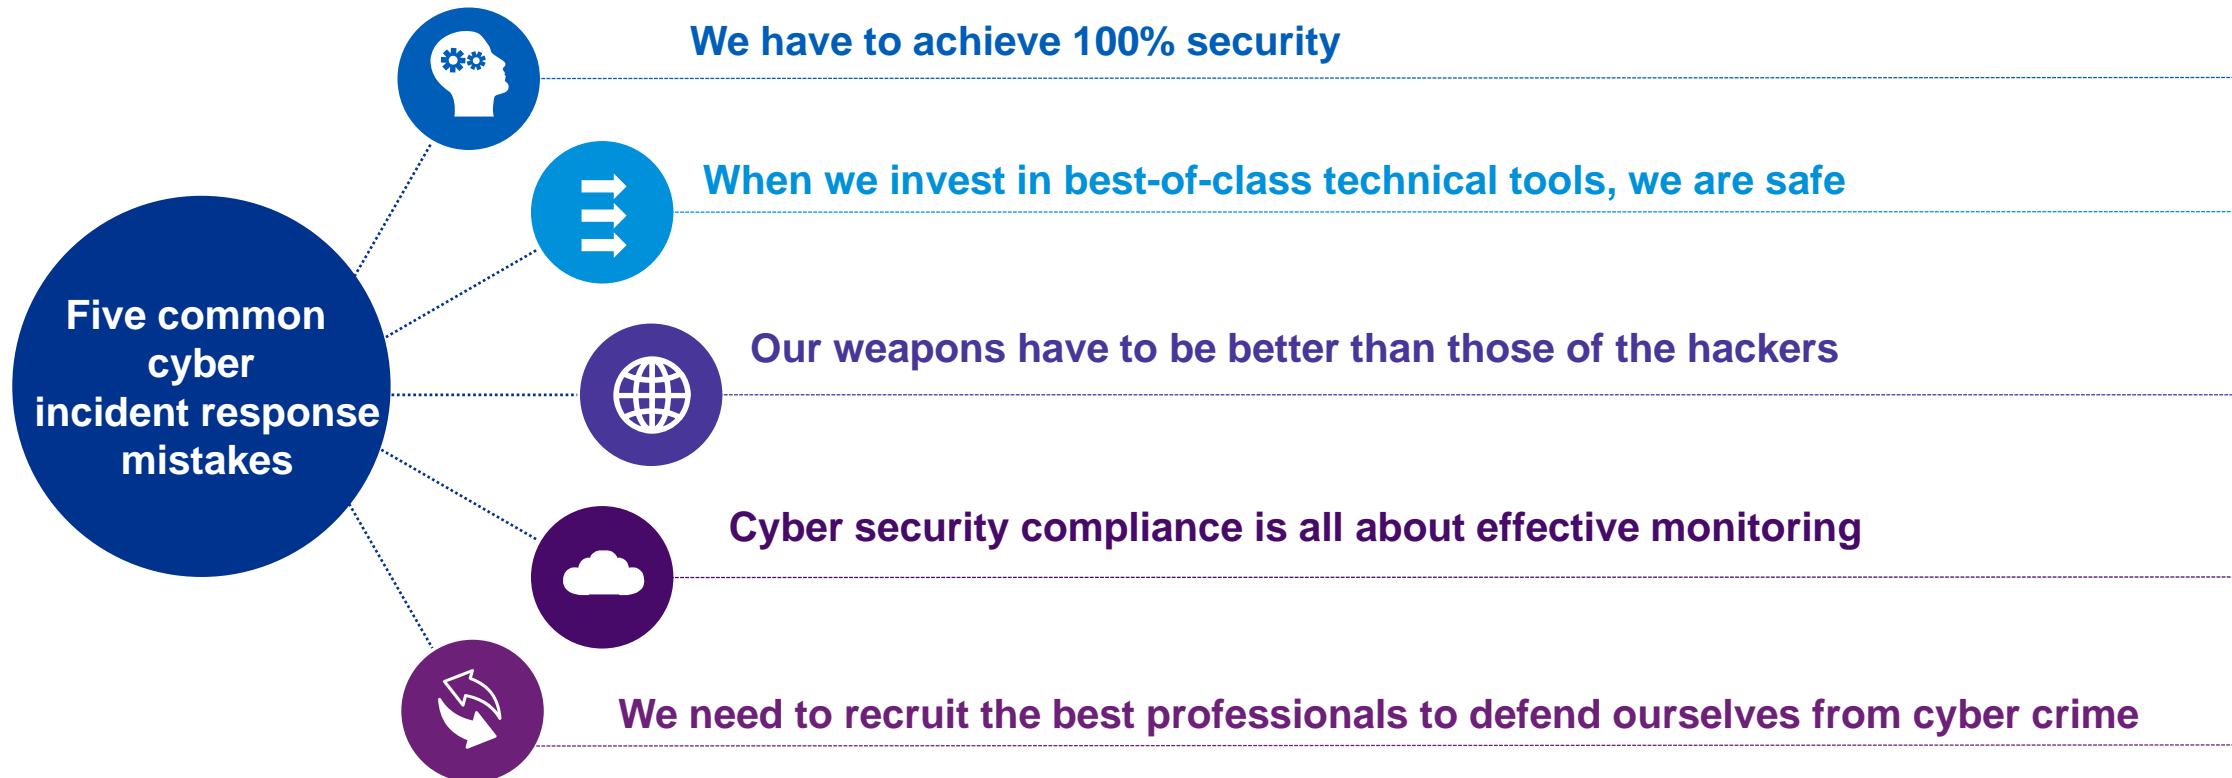 We have to achieve 100% security
When we invest in best-of-class technical tools, we are safe
Five common
cyber
incident response
mistakes
Our weapons have to be better than those of the hackers
Cyber security compliance is all about effective monitoring
We need to recruit the best professionals to defend ourselves from cyber crime